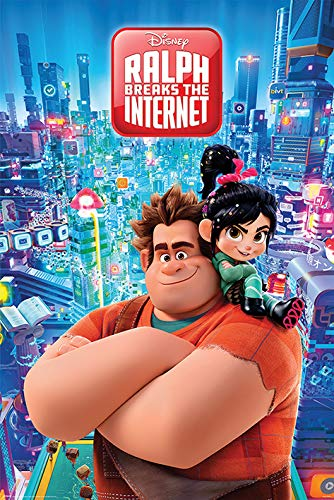 Disney
RALPH
BREAKS THE
INTERNET